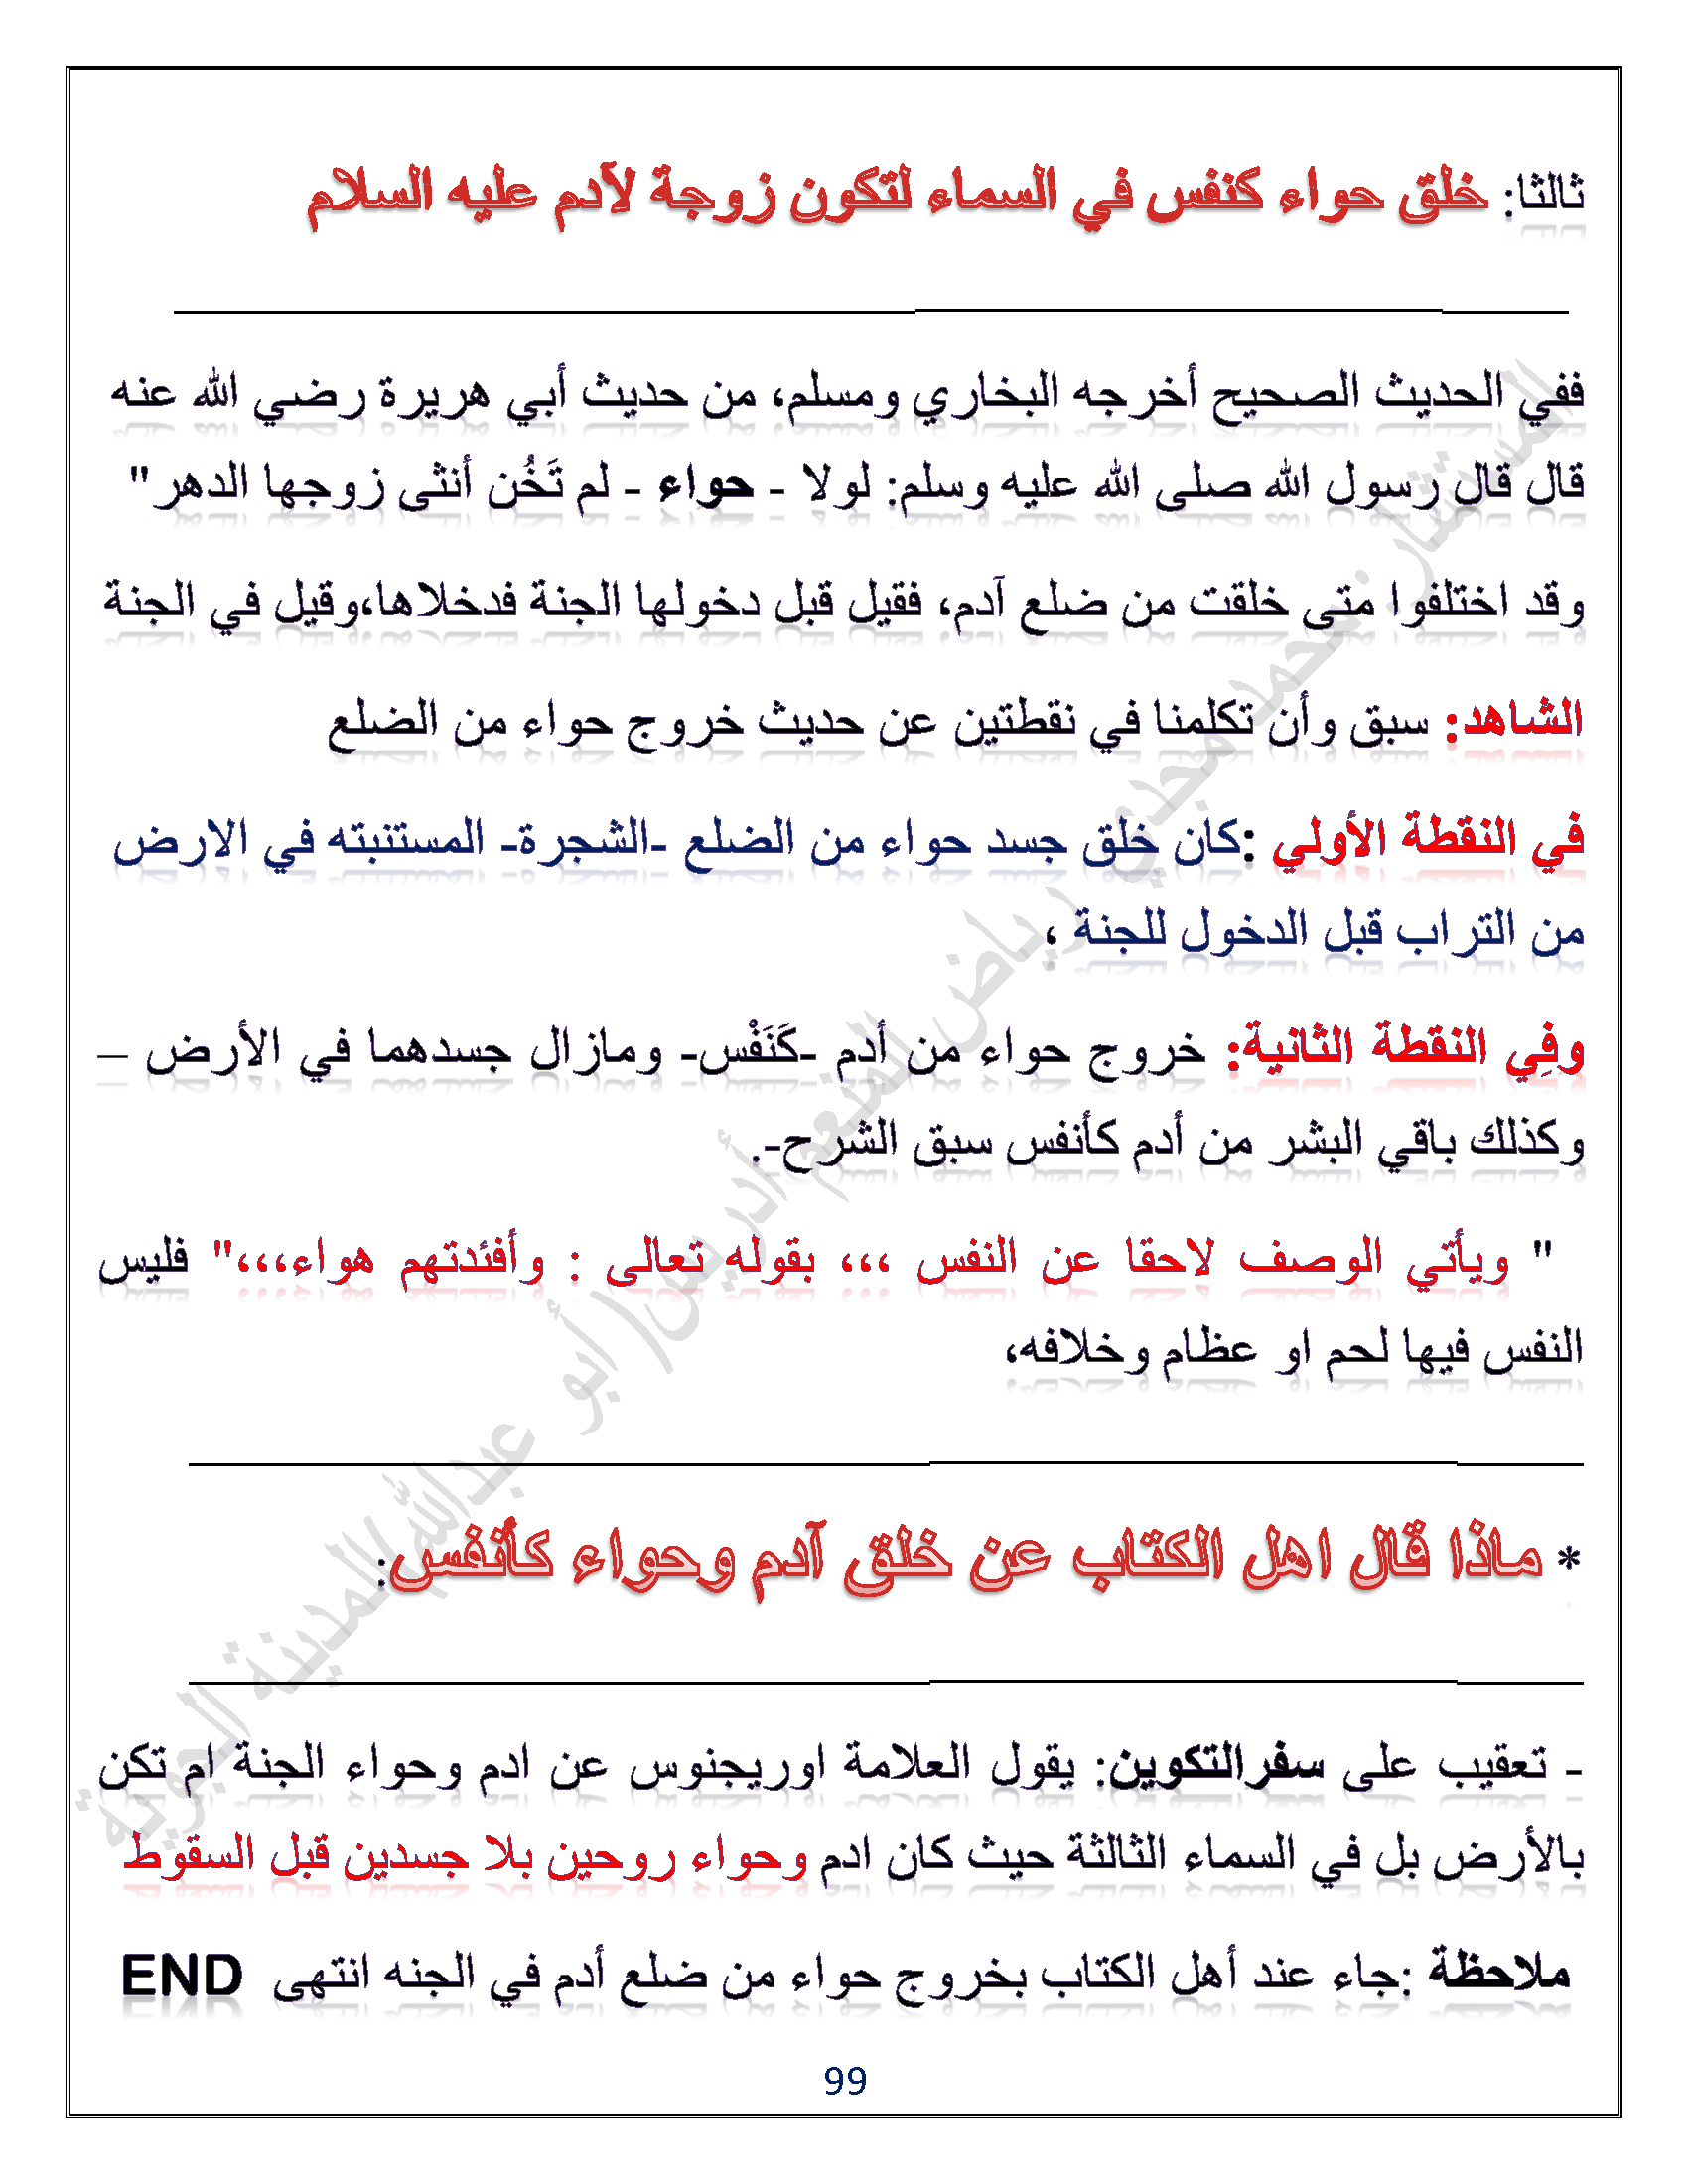 ثالثا: خلق حواء كنفس في السماء لتكون زوجة لآدم عليه السلام
ففي الحديث الصحيح أخرجه البخاري ومسلم، من حديث أبي هريرة رضي الله عنه
قال قال رسول الله صلى الله عليه وسلم: لولا - حواء - لم تَخُن أنثى زوجها الدهر"
وقد اختلفوا متى خلقت من ضلع آدم، فقيل قبل دخولها الجنة فدخلاها،وقيل في الجنة
الشاهد: سبق وأن تكلمنا في نقطتين عن حديث خروج حواء من الضلع
في النقطة الأولي :كان خلق جسد حواء من الضلع -الشجرة- المستنبته في الارض
من التراب قبل الدخول للجنة ،
وفِي النقطة الثانية: خروج حواء من أدم -كَنَفْس- ومازال جسدهما في الأرض –
وكذلك باقي البشر من أدم كأنفس سبق الشرح-.
" ويأتي الوصف لاحقا عن النفس ،،، بقوله تعالى : وأفئدتهم هواء،،،" فليس
النفس فيها لحم او عظام وخلافه،
* ماذا قال اهل الكتاب عن خلق آدم وحواء كأنفس:
- تعقيب على سفرالتكوين: يقول العلامة اوريجنوس عن ادم وحواء الجنة ام تكن
بالأرض بل في السماء الثالثة حيث كان ادم وحواء روحين بلا جسدين قبل السقوط
ملاحظة :جاء عند أهل الكتاب بخروج حواء من ضلع أدم في الجنه انتهى END
99
المستشار: محمد مجدي رياض المنعم أدريس( أبو عبدالله)المدينة